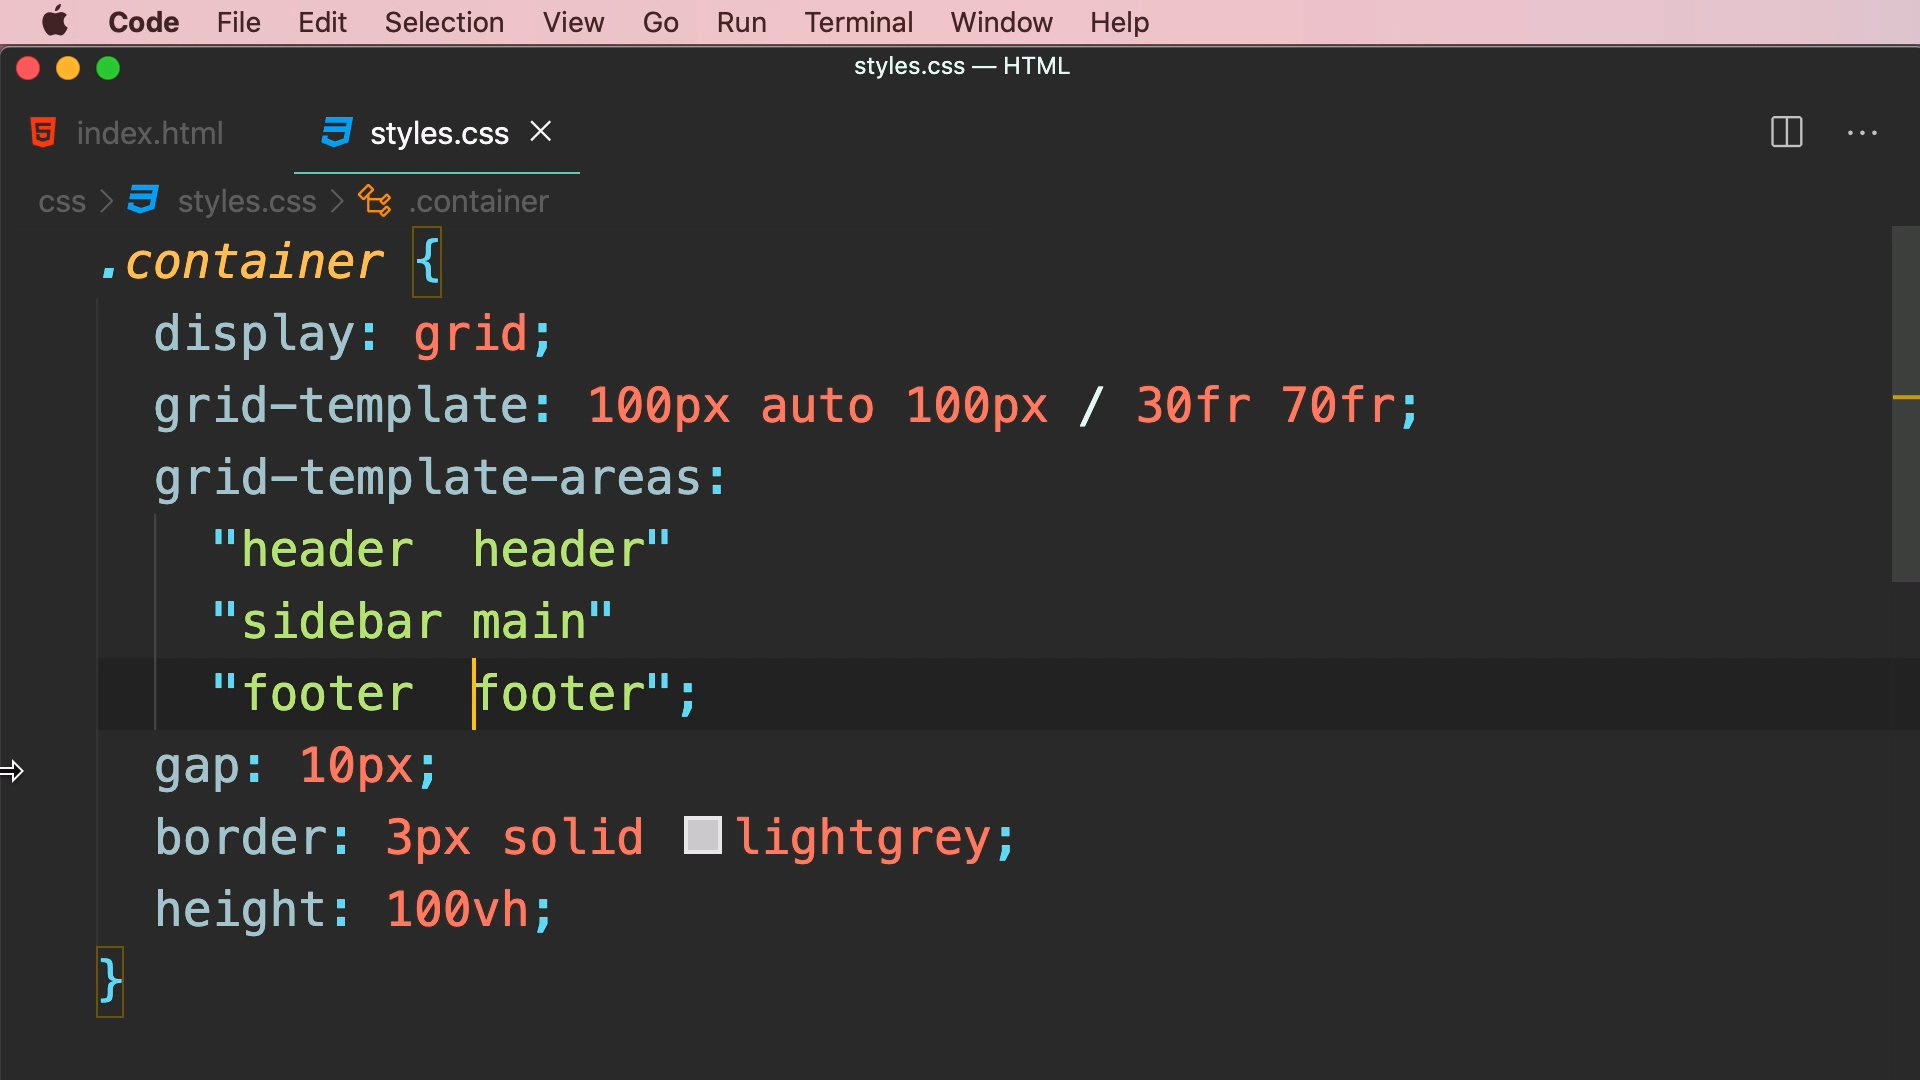 Code File Edit Selection View Go Run Terminal Window Help
styles.css — HTML
index.html styles.css
css > styles.css > .container
.container {
display: grid;
grid-template: 100px auto 100px / 30fr 70fr;
grid-template-areas:
"header  header"
"sidebar main"
"footer  footer";
gap: 10px;
border: 3px solid lightgrey;
height: 100vh;
}